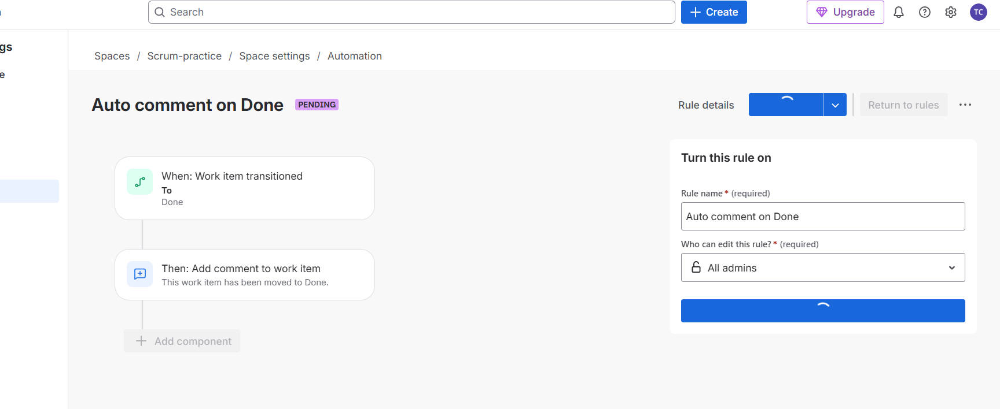 Search
Create
Upgrade
TC
gs
e
Spaces / Scrum-practice / Space settings / Automation
Auto comment on Done PENDING
Rule details
Return to rules
When: Work item transitioned
To
Done
Then: Add comment to work item
This work item has been moved to Done.
Add component
Turn this rule on
Rule name * (required)
Auto comment on Done
Who can edit this rule? * (required)
All admins